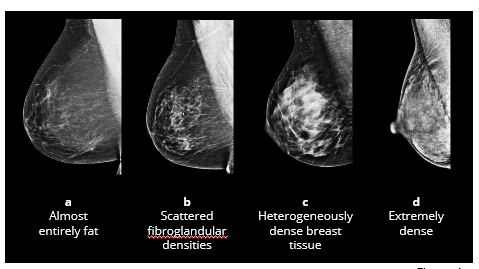 a
Almost
entirely fat
b
Scattered
fibroglandular
densities
c
Heterogeneously
dense breast
tissue
d
Extremely
dense